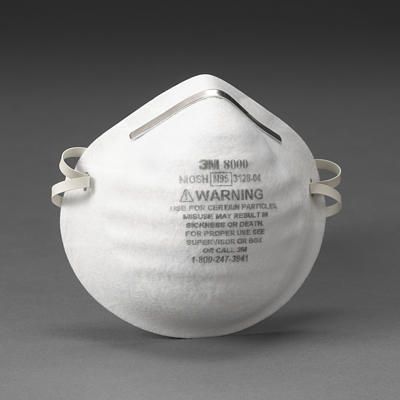 3M 8000
NIOSH N95 3128-04
⚠ WARNING
USE FOR CERTAIN PARTICLES.
MISUSE MAY RESULT IN
SICKNESS OR DEATH.
FOR PROPER USE SEE
SUPERVISOR OR BOX
OR CALL 3M
1-800-247-3941